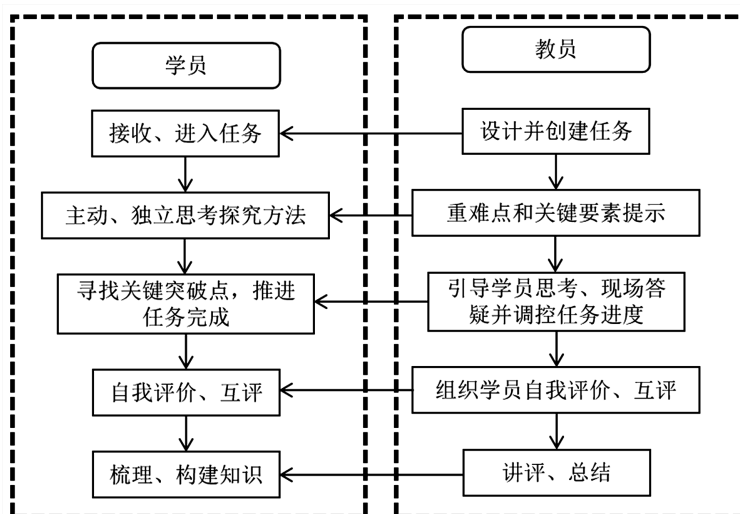 学员
教员
接收、进入任务
设计并创建任务
主动、独立思考探究方法
重难点和关键要素提示
寻找关键突破点，推进
任务完成
引导学员思考、现场答
疑并调控任务进度
自我评价、互评
组织学员自我评价、互评
梳理、构建知识
讲评、总结